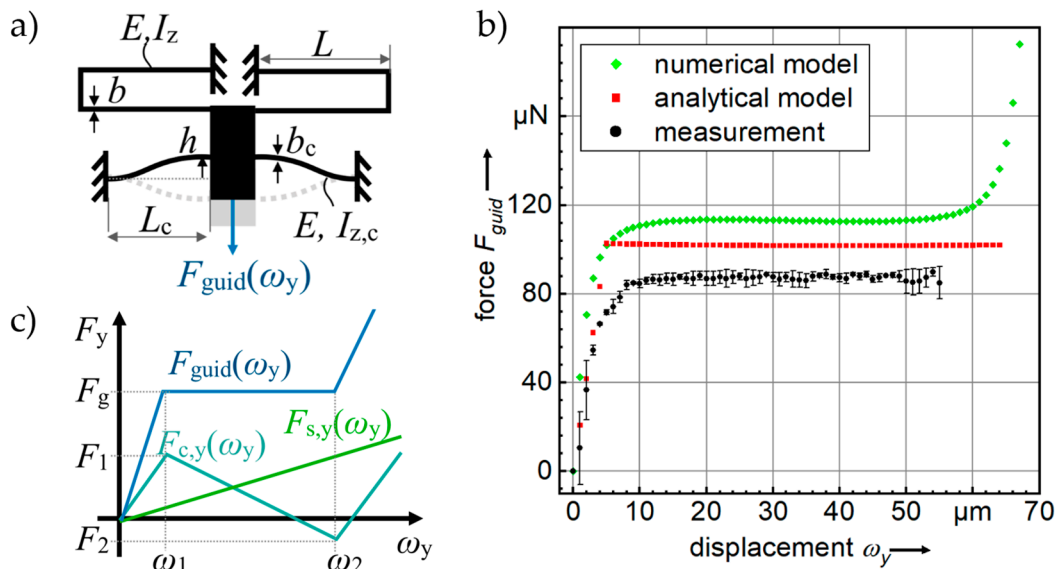 a)
E,Iz
L
b
h
bc
Lc
E, Iz,c
Fguid(ωy)
b)
numerical model
analytical model
measurement
μN
120
80
40
0
force Fguid
0
10
20
30
40
50
μm
70
displacement ωy
c)
Fy
Fg
F1
F2
Fguid(ωy)
Fs,y(ωy)
Fc,y(ωy)
ω1
ω2
ωy